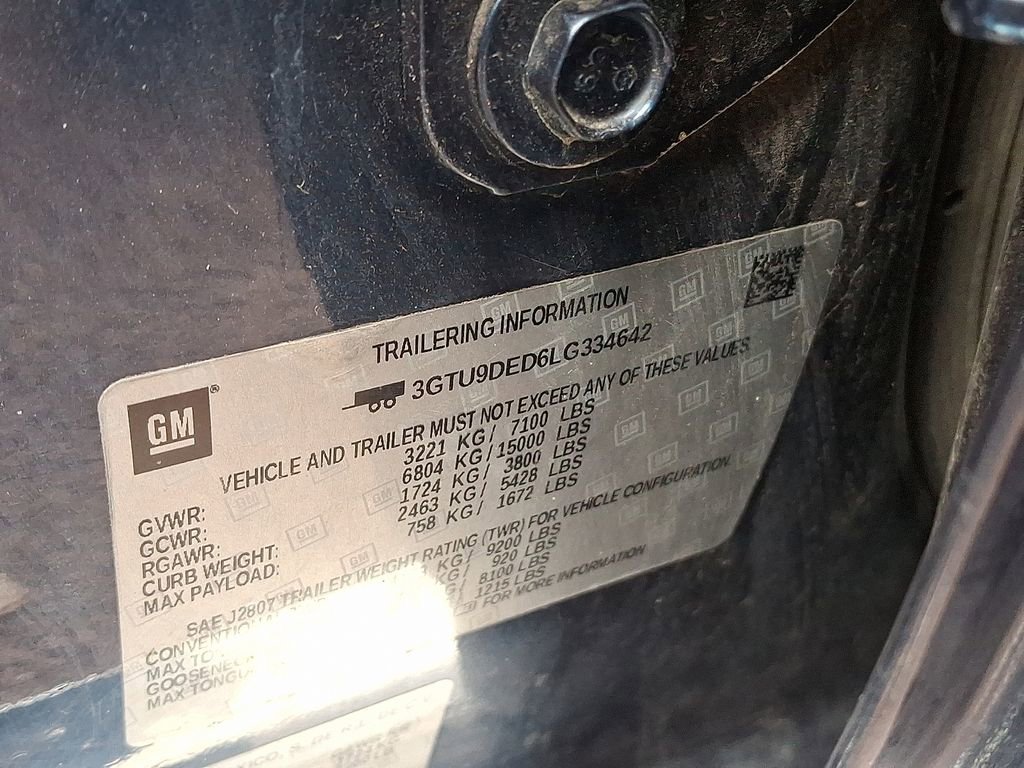 TRAILERING INFORMATION
GM®
3GTU9DED6LG334642
VEHICLE AND TRAILER MUST NOT EXCEED ANY OF THESE VALUES
GVWR: 3221 KG/ 7100 LBS
GCWR: 6804 KG/ 15000 LBS
RGAWR: 1724 KG/ 3800 LBS
CURB WEIGHT: 2463 KG/ 5428 LBS
MAX PAYLOAD: 758 KG/ 1672 LBS
SAE J2807 TRAILER WEIGHT RATING (TWR) FOR VEHICLE CONFIGURATION.
KG/ 9200 LBS
MAX KG/ 920 LBS
8100 LBS
MAX 1215 LBS
FOR MORE INFORMATION